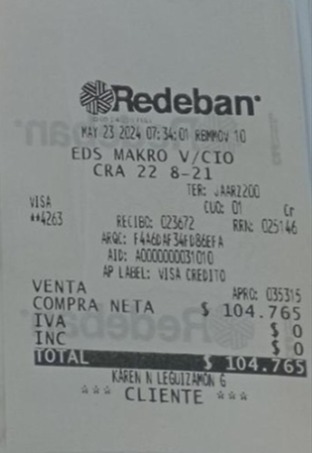 Redeban
MAY 23 2024 07:34:01 RBMMOV 10
EDS MAKRO V/CIO
CRA 22 8-21
TER: JAARZ200
VISA CUO: 01 Cr
**4263 RECIBO: 023672 RRN: 025146
ARQC: F4A6DAF34FD86EFA
AID: A0000000031010
AP LABEL: VISA CREDITO
VENTA APRO: 035315
COMPRA NETA $ 104.765
IVA $ 0
INC $ 0
TOTAL $ 104.765
KAREN N LEGUIZAMON G
*** CLIENTE ***